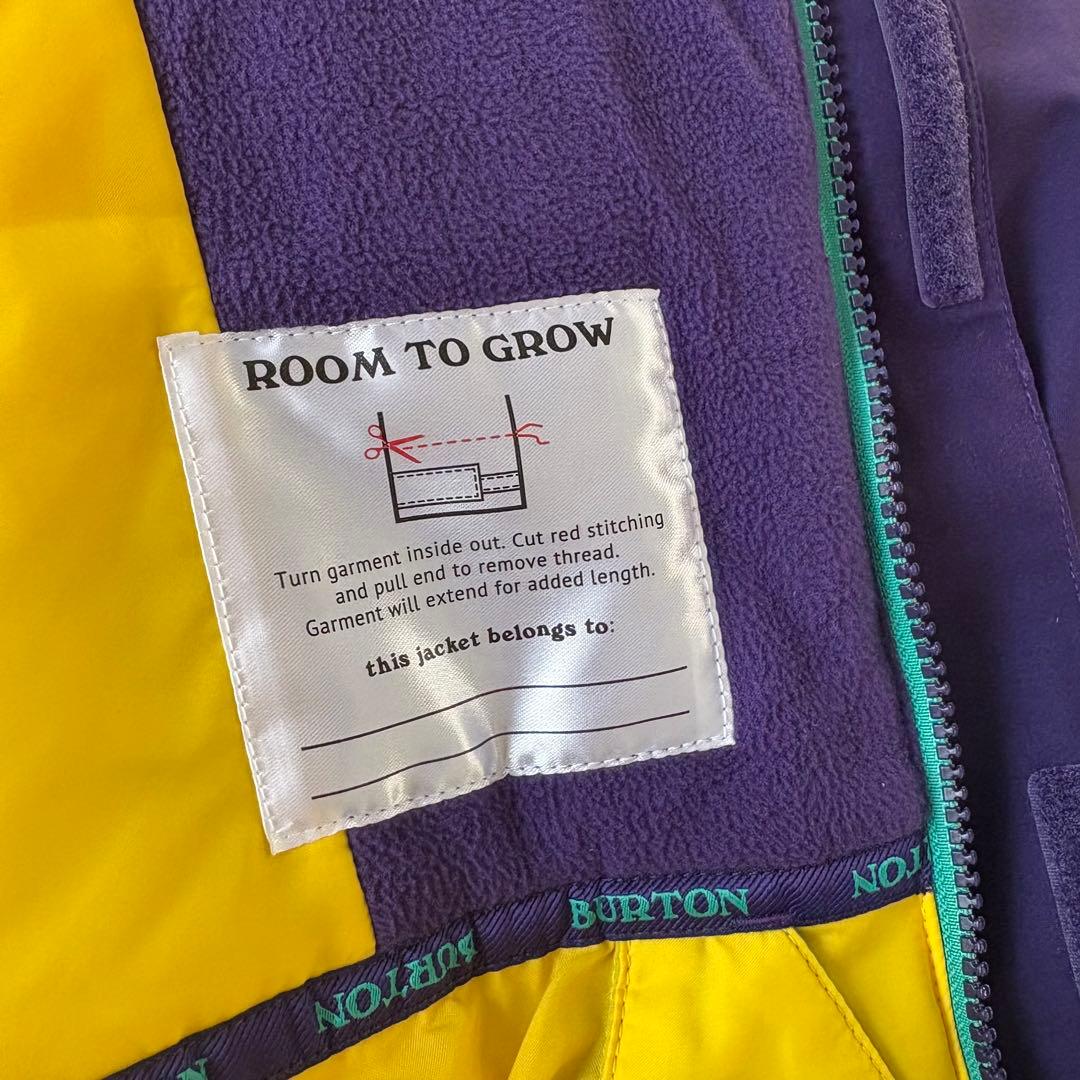 ROOM TO GROW
Turn garment inside out. Cut red stitching
and pull end to remove thread.
Garment will extend for added length.
this jacket belongs to:
BURTON
BURTON